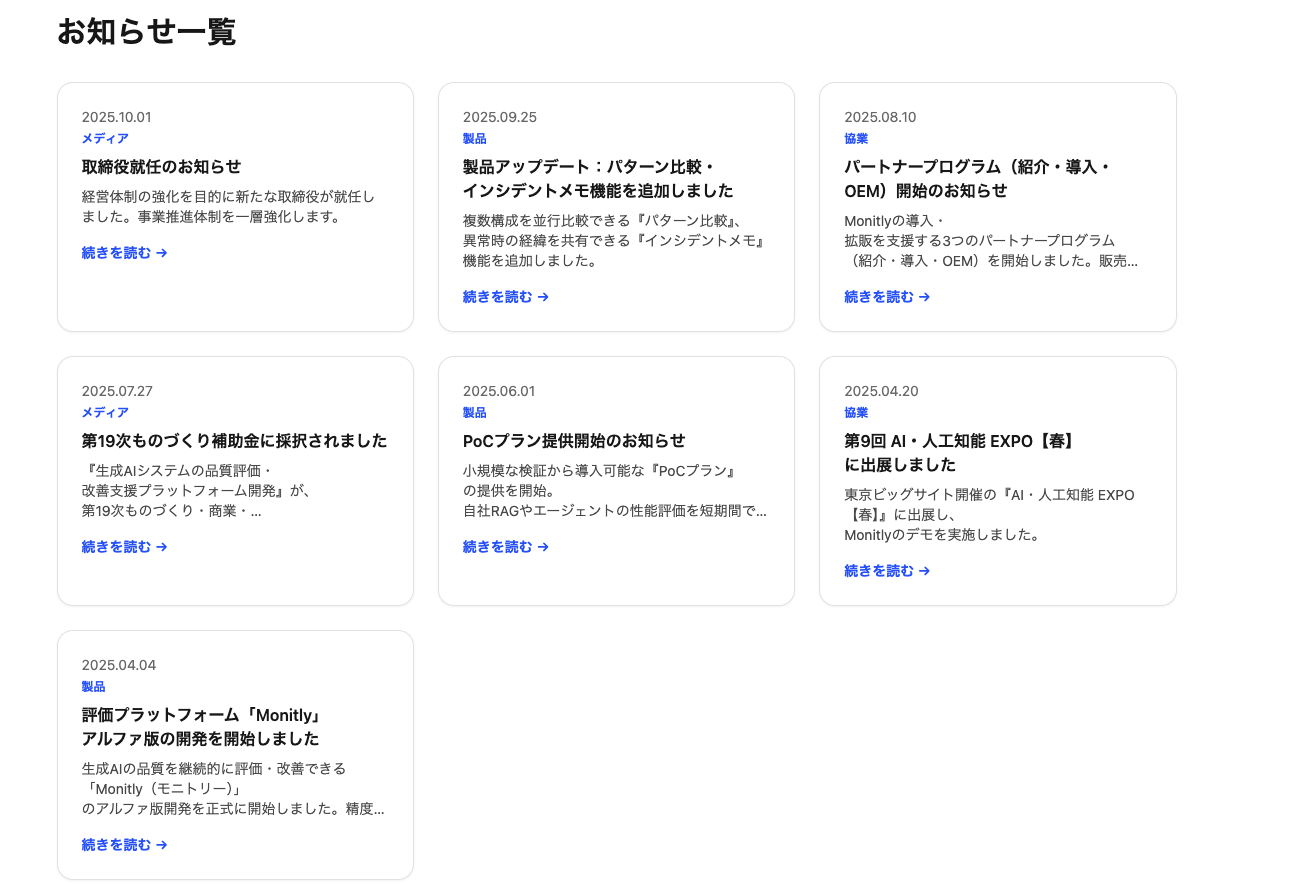 お知らせ一覧
2025.10.01
メディア
取締役就任のお知らせ
経営体制の強化を目的に新たな取締役が就任し
ました。事業推進体制を一層強化します。
続きを読む →
2025.09.25
製品
製品アップデート：パターン比較・
インシデントメモ機能を追加しました
複数構成を並行比較できる『パターン比較』、
異常時の経緯を共有できる『インシデントメモ』
機能を追加しました。
続きを読む →
2025.08.10
協業
パートナープログラム（紹介・導入・
OEM）開始のお知らせ
Monitlyの導入・
拡販を支援する3つのパートナープログラム
（紹介・導入・OEM）を開始しました。販売...
続きを読む →
2025.07.27
メディア
第19次ものづくり補助金に採択されました
『生成AIシステムの品質評価・
改善支援プラットフォーム開発』が、
第19次ものづくり・商業・...
続きを読む →
2025.06.01
製品
PoCプラン提供開始のお知らせ
小規模な検証から導入可能な『PoCプラン』
の提供を開始。
自社RAGやエージェントの性能評価を短期間で...
続きを読む →
2025.04.20
協業
第9回 AI・人工知能 EXPO【春】
に出展しました
東京ビッグサイト開催の『AI・人工知能 EXPO
【春】』に出展し、
Monitlyのデモを実施しました。
続きを読む →
2025.04.04
製品
評価プラットフォーム「Monitly」
アルファ版の開発を開始しました
生成AIの品質を継続的に評価・改善できる
「Monitly（モニトリー）」
のアルファ版開発を正式に開始しました。精度...
続きを読む →